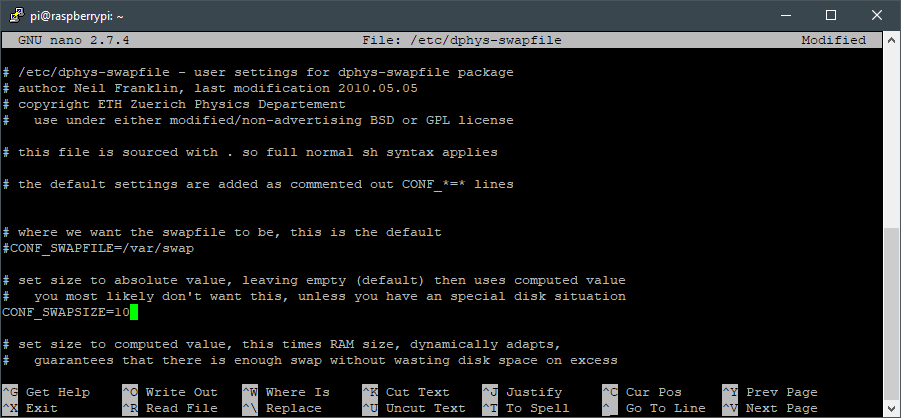 pi@raspberrypi: ~
GNU nano 2.7.4 File: /etc/dphys-swapfile Modified
# /etc/dphys-swapfile - user settings for dphys-swapfile package
# author Neil Franklin, last modification 2010.05.05
# copyright ETH Zuerich Physics Departement
#   use under either modified/non-advertising BSD or GPL license
# this file is sourced with . so full normal sh syntax applies
# the default settings are added as commented out CONF_*=* lines
# where we want the swapfile to be, this is the default
#CONF_SWAPFILE=/var/swap
# set size to absolute value, leaving empty (default) then uses computed value
#   you most likely don't want this, unless you have an special disk situation
CONF_SWAPSIZE=10
# set size to computed value, this times RAM size, dynamically adapts,
#   guarantees that there is enough swap without wasting disk space on excess
^G Get Help ^O Write Out ^W Where Is ^K Cut Text ^J Justify ^C Cur Pos ^Y Prev Page
^X Exit ^R Read File ^\ Replace ^U Uncut Text ^T To Spell ^_ Go To Line ^V Next Page